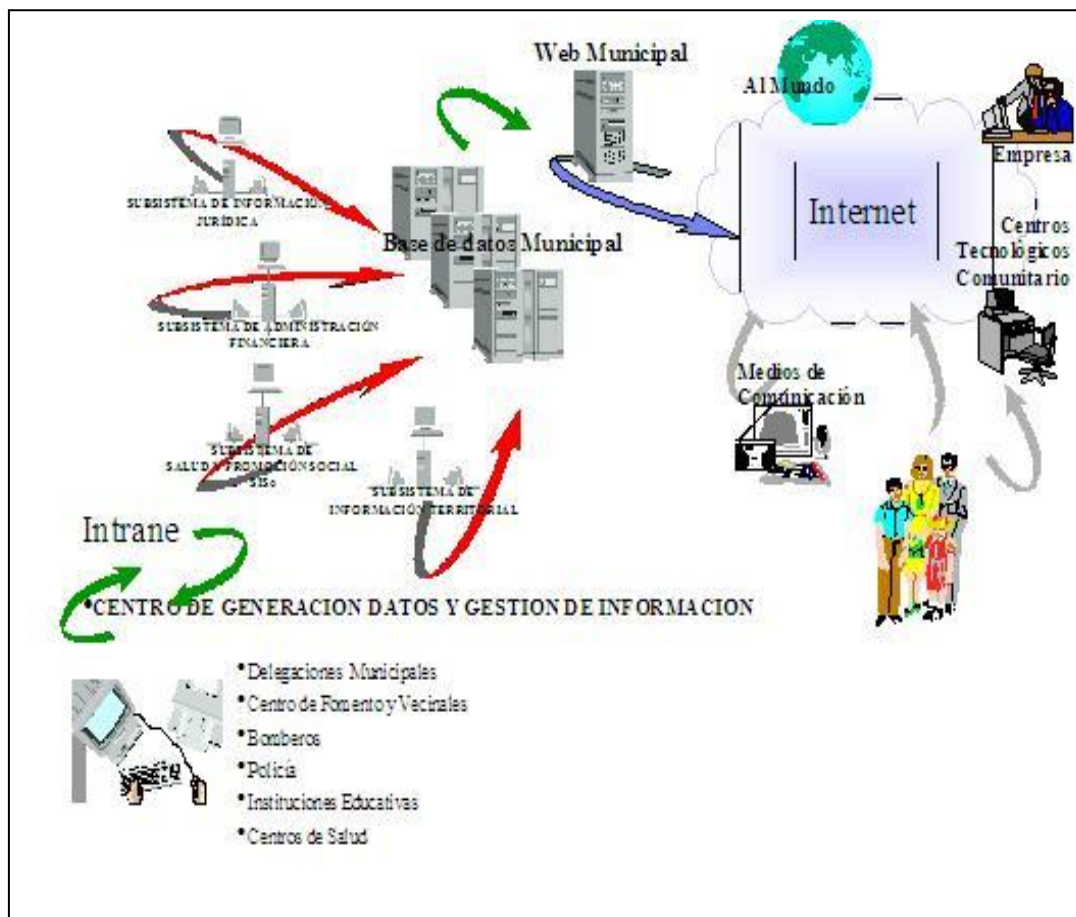 Web Municipal
Al Mundo
Empresa
SUBSISTEMA DE INFORMACIÓN
JURÍDICA
Base de datos Municipal
Internet
Centros
Tecnológicos
Comunitario
SUBSISTEMA DE ADMINISTRACIÓN
FINANCIERA
Medios de
Comunicación
SUBSISTEMA DE
SALUD Y PROMOCIÓN SOCIAL
SUBSISTEMA DE
INFORMACIÓN TERRITORIAL
Intrane
•CENTRO DE GENERACION DATOS Y GESTION DE INFORMACION
•Delegaciones Municipales
•Centro de Fomento y Vecinales
•Bomberos
•Policía
•Instituciones Educativas
•Centros de Salud